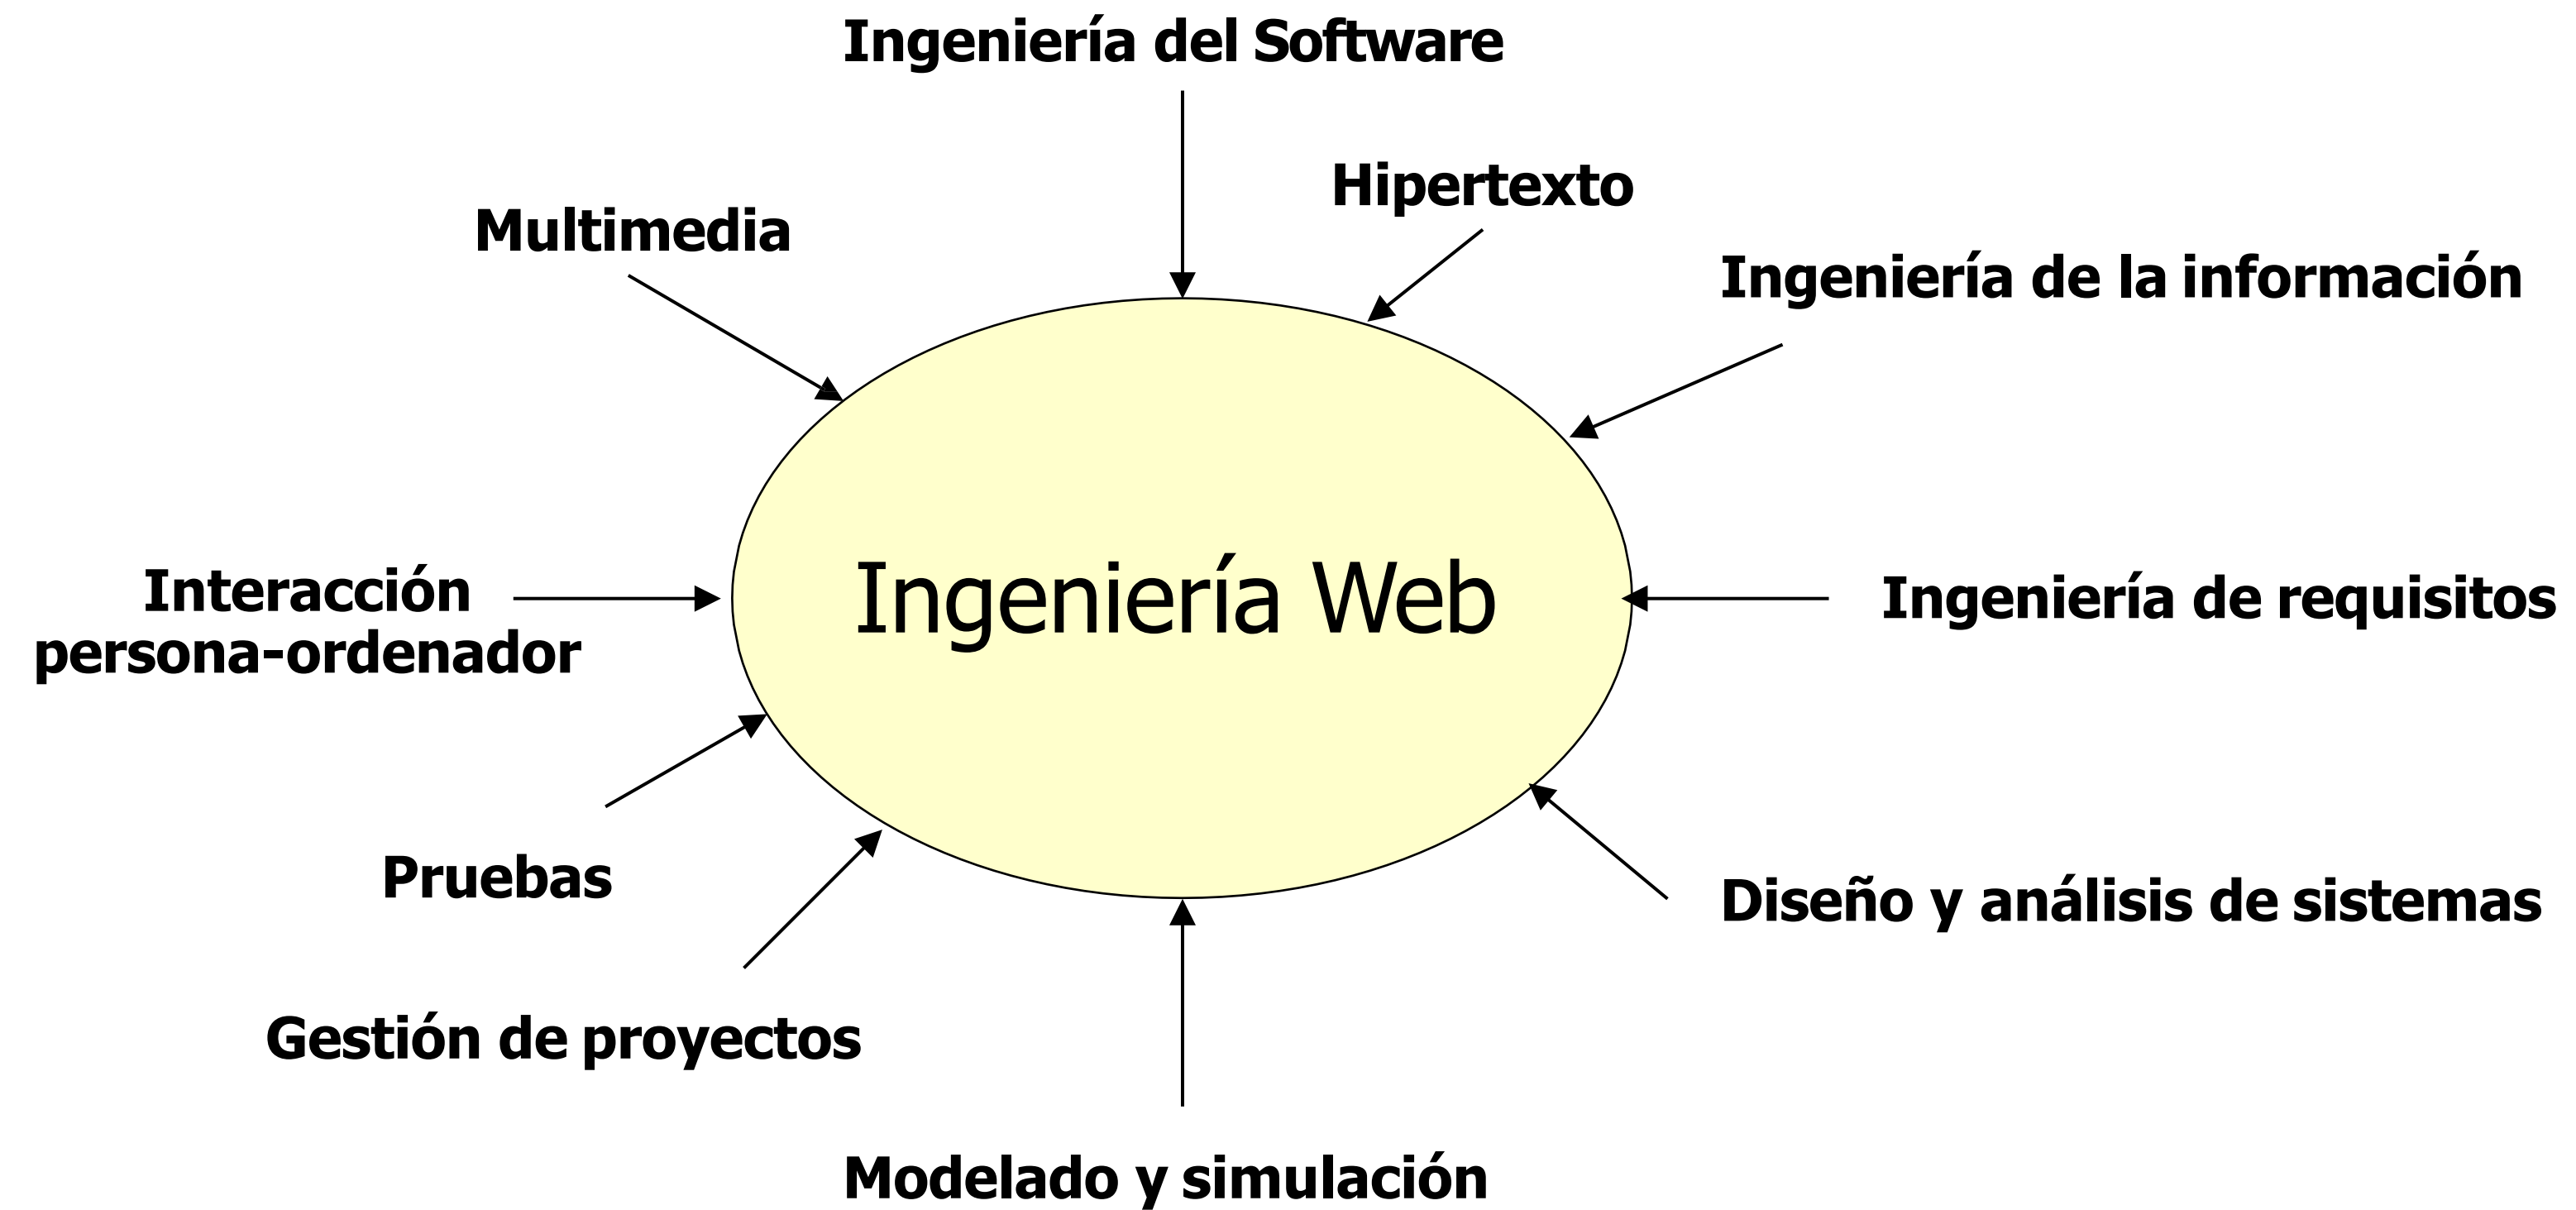 Ingeniería del Software
Hipertexto
Multimedia
Ingeniería de la información
Interacción
persona-ordenador
Ingeniería Web
Ingeniería de requisitos
Pruebas
Diseño y análisis de sistemas
Gestión de proyectos
Modelado y simulación